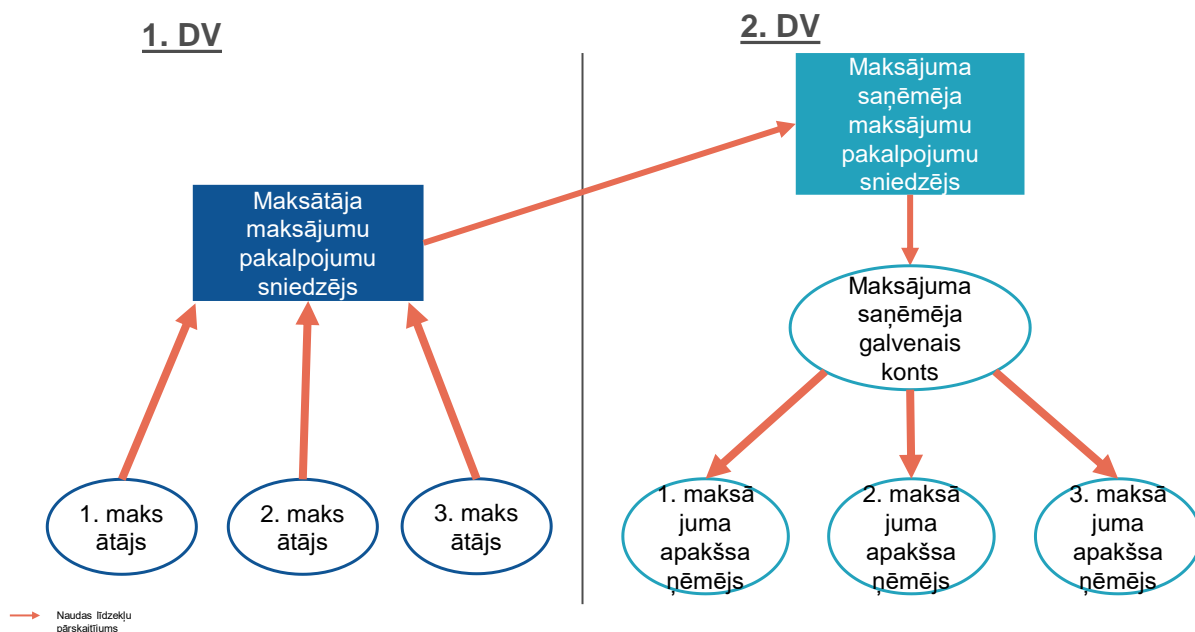 1. DV
Maksātāja
maksājumu
pakalpojumu
sniedzējs
1. maks
ātājs
2. maks
ātājs
3. maks
ātājs
Naudas līdzekļu
pārskaitījums
2. DV
Maksājuma
saņēmēja
maksājumu
pakalpojumu
sniedzējs
Maksājuma
saņēmēja
galvenais
konts
1. maksā
juma
apakšsa
ņēmējs
2. maksā
juma
apakšsa
ņēmējs
3. maksā
juma
apakšsa
ņēmējs